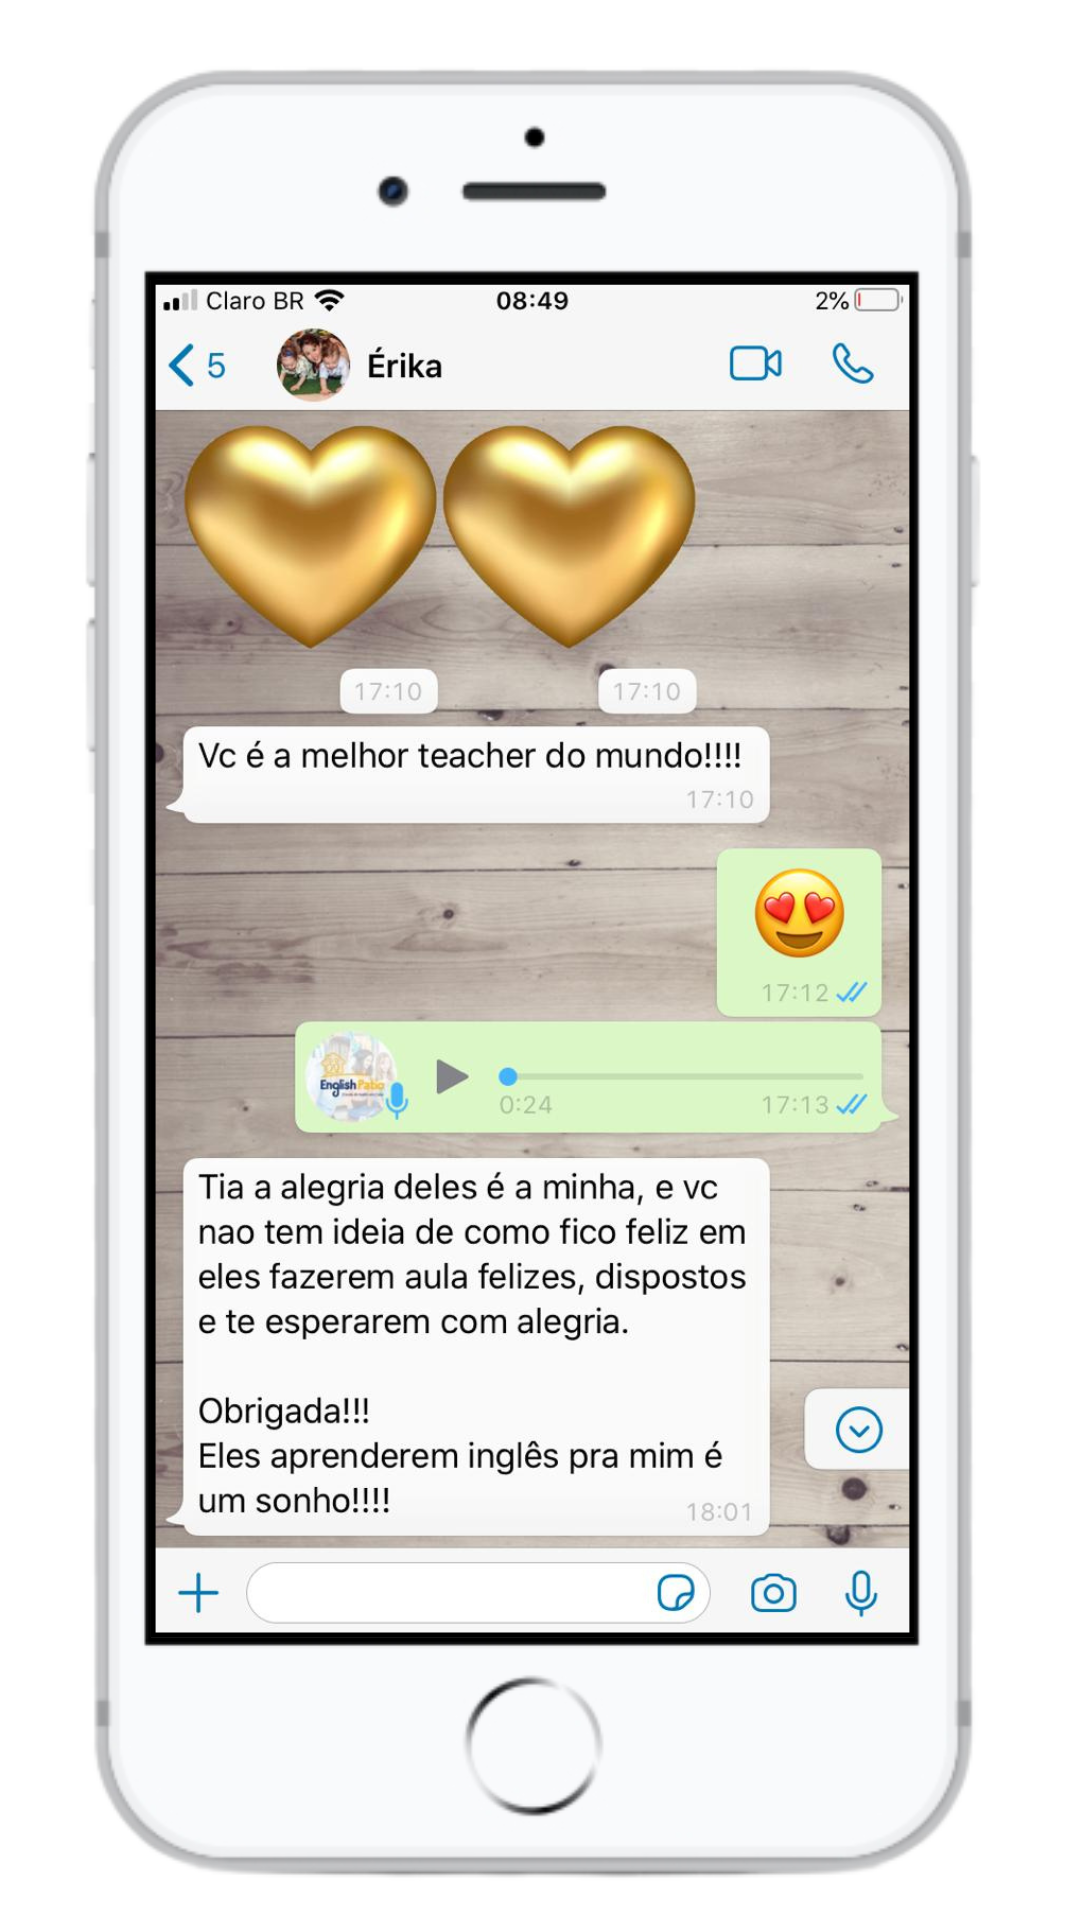 Claro BR
08:49
2%
5
Érika
17:10
17:10
Vc é a melhor teacher do mundo!!!!
17:10
17:12
English Patio
0:24
17:13
Tia a alegria deles é a minha, e vc
nao tem ideia de como fico feliz em
eles fazerem aula felizes, dispostos
e te esperarem com alegria.
Obrigada!!!
Eles aprenderem inglês pra mim é
um sonho!!!!
18:01